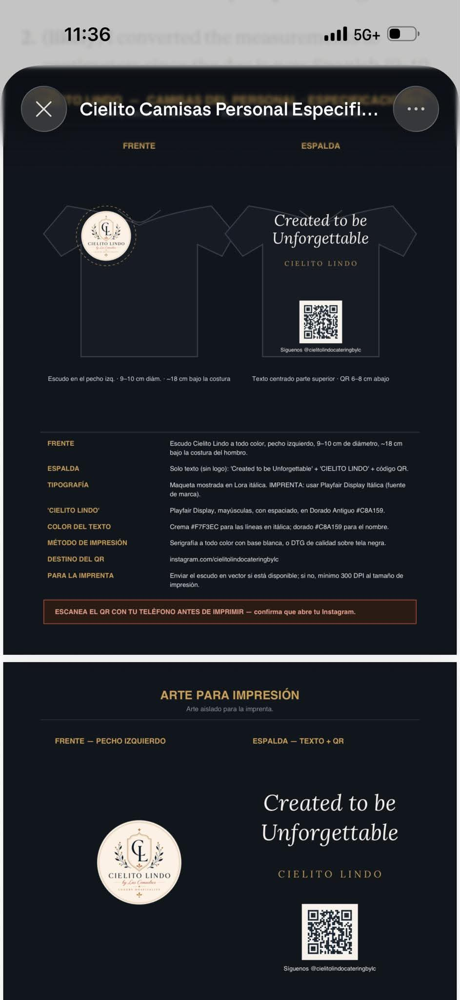 11:36
5G+
2.
converted the measurem
Cielito Camisas Personal Especifi...
FRENTE
ESPALDA
CL
CIELITO LINDO
by Las Comadres
LUXURY HOSPITALITY
Created to be
Unforgettable
CIELITO LINDO
Síguenos @cielitolindocateringbylc
Escudo en el pecho izq. · 9–10 cm diám. · ~18 cm bajo la costura
Texto centrado parte superior · QR 6–8 cm abajo
FRENTE
Escudo Cielito Lindo a todo color, pecho izquierdo, 9–10 cm de diámetro, ~18 cm
bajo la costura del hombro.
ESPALDA
Solo texto (sin logo): 'Created to be Unforgettable' + 'CIELITO LINDO' + código QR.
TIPOGRAFÍA
Maqueta mostrada en Lora itálica. IMPRENTA: usar Playfair Display Itálica (fuente
de marca).
'CIELITO LINDO'
Playfair Display, mayúsculas, con espaciado, en Dorado Antiguo #C8A159.
COLOR DEL TEXTO
Crema #F7F3EC para las líneas en itálica; dorado #C8A159 para el nombre.
MÉTODO DE IMPRESIÓN
Serigrafía a todo color con base blanca, o DTG de calidad sobre tela negra.
DESTINO DEL QR
instagram.com/cielitolindocateringbylc
PARA LA IMPRENTA
Enviar el escudo en vector si está disponible; si no, mínimo 300 DPI al tamaño de
impresión.
ESCANEA EL QR CON TU TELÉFONO ANTES DE IMPRIMIR — confirma que abre tu Instagram.
ARTE PARA IMPRESIÓN
Arte aislado para la imprenta.
FRENTE — PECHO IZQUIERDO
ESPALDA — TEXTO + QR
CL
CIELITO LINDO
by Las Comadres
LUXURY HOSPITALITY
Created to be
Unforgettable
CIELITO LINDO
Síguenos @cielitolindocateringbylc